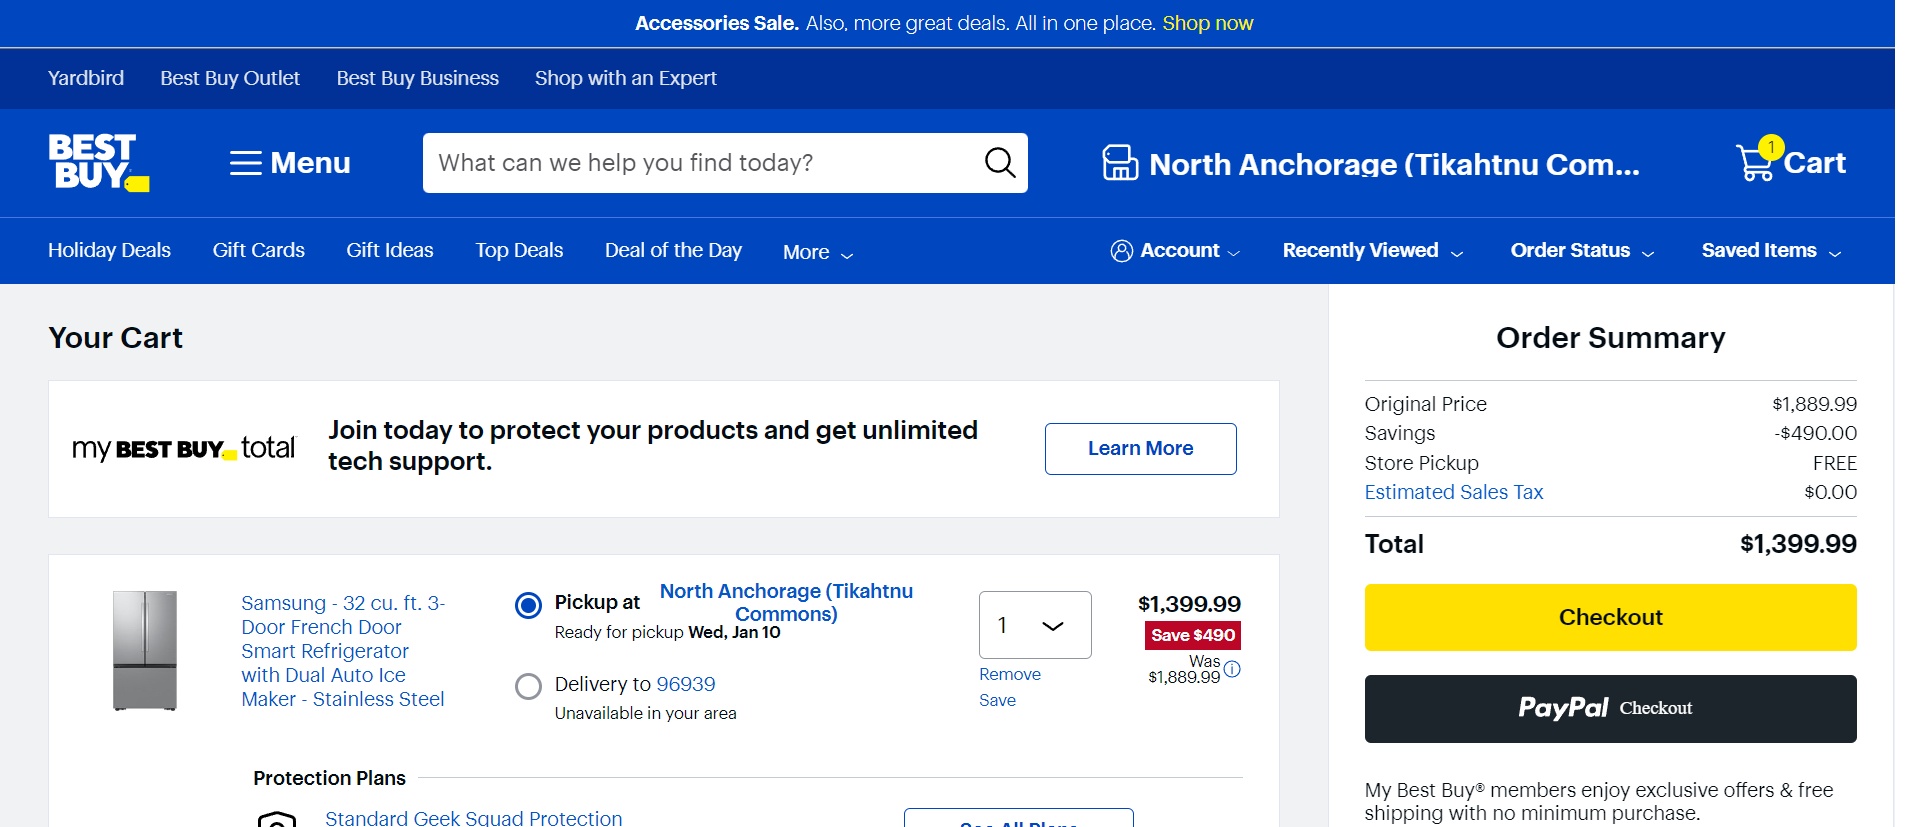 Accessories Sale. Also, more great deals. All in one place. Shop now
Yardbird Best Buy Outlet Best Buy Business Shop with an Expert
BEST
BUY
Menu
What can we help you find today?
North Anchorage (Tikahtnu Com...
1
Cart
Holiday Deals Gift Cards Gift Ideas Top Deals Deal of the Day More
Account Recently Viewed Order Status Saved Items
Your Cart
my BEST BUY total
Join today to protect your products and get unlimited
tech support.
Learn More
Samsung - 32 cu. ft. 3-
Door French Door
Smart Refrigerator
with Dual Auto Ice
Maker - Stainless Steel
Pickup at North Anchorage (Tikahtnu
Commons)
Ready for pickup Wed, Jan 10
Delivery to 96939
Unavailable in your area
1
Remove
Save
$1,399.99
Save $490
Was
$1,889.99
Protection Plans
Standard Geek Squad Protection
See All Plans
Order Summary
Original Price $1,889.99
Savings -$490.00
Store Pickup FREE
Estimated Sales Tax $0.00
Total $1,399.99
Checkout
PayPal Checkout
My Best Buy® members enjoy exclusive offers & free
shipping with no minimum purchase.